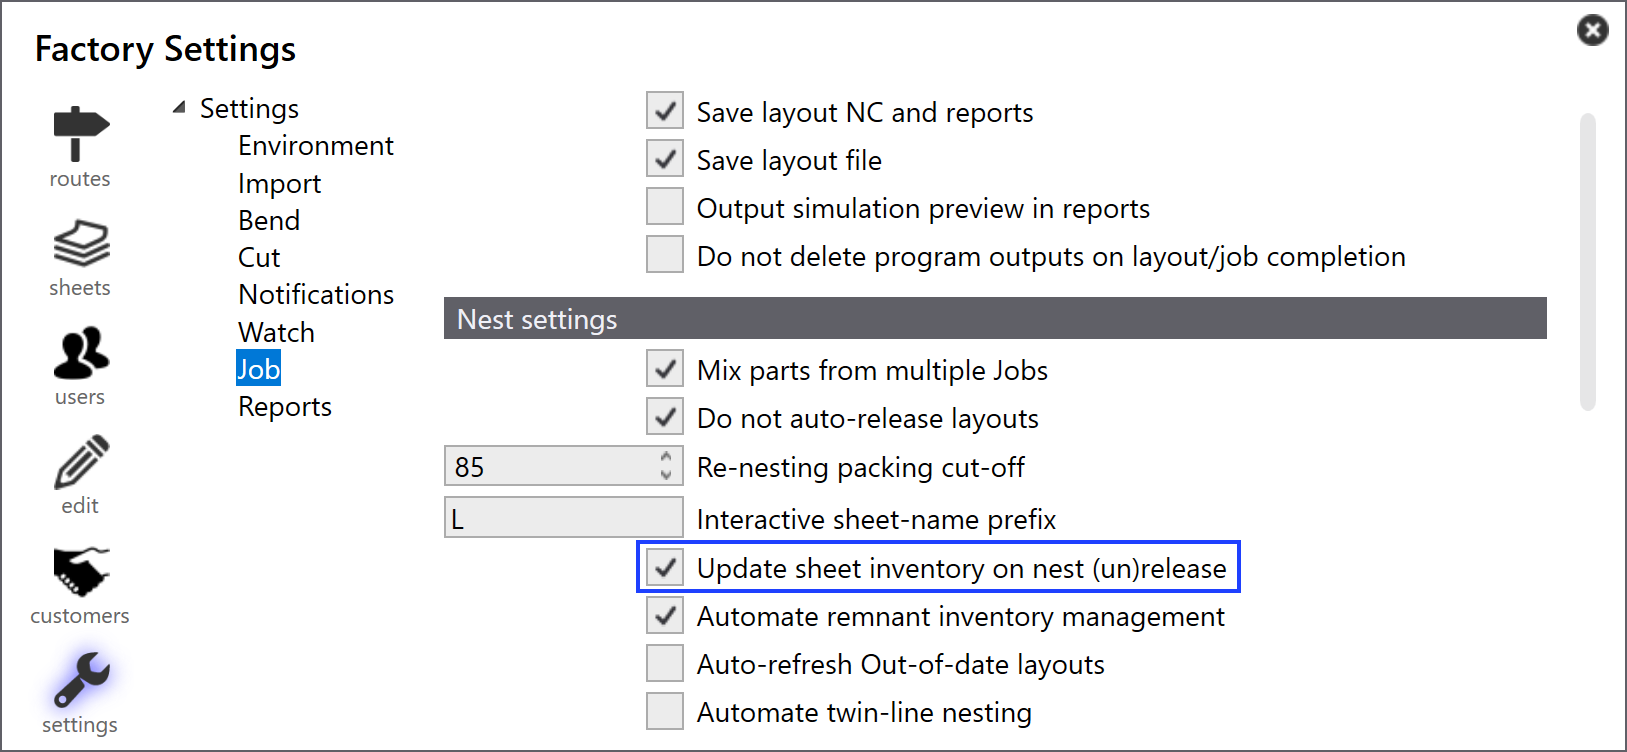 Factory Settings
routes
sheets
users
edit
customers
settings
Settings
Environment
Import
Bend
Cut
Notifications
Watch
Job
Reports
Save layout NC and reports
Save layout file
Output simulation preview in reports
Do not delete program outputs on layout/job completion
Nest settings
Mix parts from multiple Jobs
Do not auto-release layouts
85 Re-nesting packing cut-off
L Interactive sheet-name prefix
Update sheet inventory on nest (un)release
Automate remnant inventory management
Auto-refresh Out-of-date layouts
Automate twin-line nesting